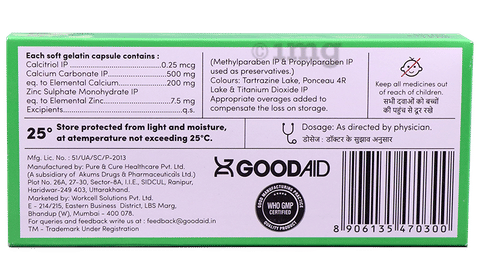 1mg
Each soft gelatin capsule contains :
Calcitriol IP 0.25 mcg
Calcium Carbonate IP 500 mg
eq. to Elemental Calcium 200 mg
Zinc Sulphate Monohydrate IP
eq. to Elemental Zinc 7.5 mg
Excipients q.s.
(Methylparaben IP & Propylparaben IP
used as preservatives.)
Colours: Tartrazine Lake, Ponceau 4R
Lake & Titanium Dioxide IP
Appropriate overages added to
compensate the loss on storage.
Keep all medicines out
of reach of children.
सभी दवाओं को बच्चों
की पहुंच से दूर रखें
25°
Store protected from light and moisture,
at atemperature not exceeding 25°C.
Dosage: As directed by physician.
डोसेज : डॉक्टर के सुझाव अनुसार
Mfg. Lic. No. : 51/UA/SC/P-2013
Manufactured by: Pure & Cure Healthcare Pvt. Ltd.
(A subsidiary of Akums Drugs & Pharmaceuticals Ltd.)
Plot No. 26A, 27-30, Sector-8A, I.I.E., SIDCUL, Ranipur,
Haridwar-249 403, Uttarakhand.
Marketed by: Workcell Solutions Pvt. Ltd.
E - 214/215, Eastern Business District, LBS Marg,
Bhandup (W), Mumbai - 400 078.
For queries and feedback write us at : feedback@goodaid.in
TM - Trademark Under Registration
GOODAID
GOOD MANUFACTURING PRACTICE
WHO GMP
CERTIFIED
GOOD QUALITY PRODUCT
8 906135 470300